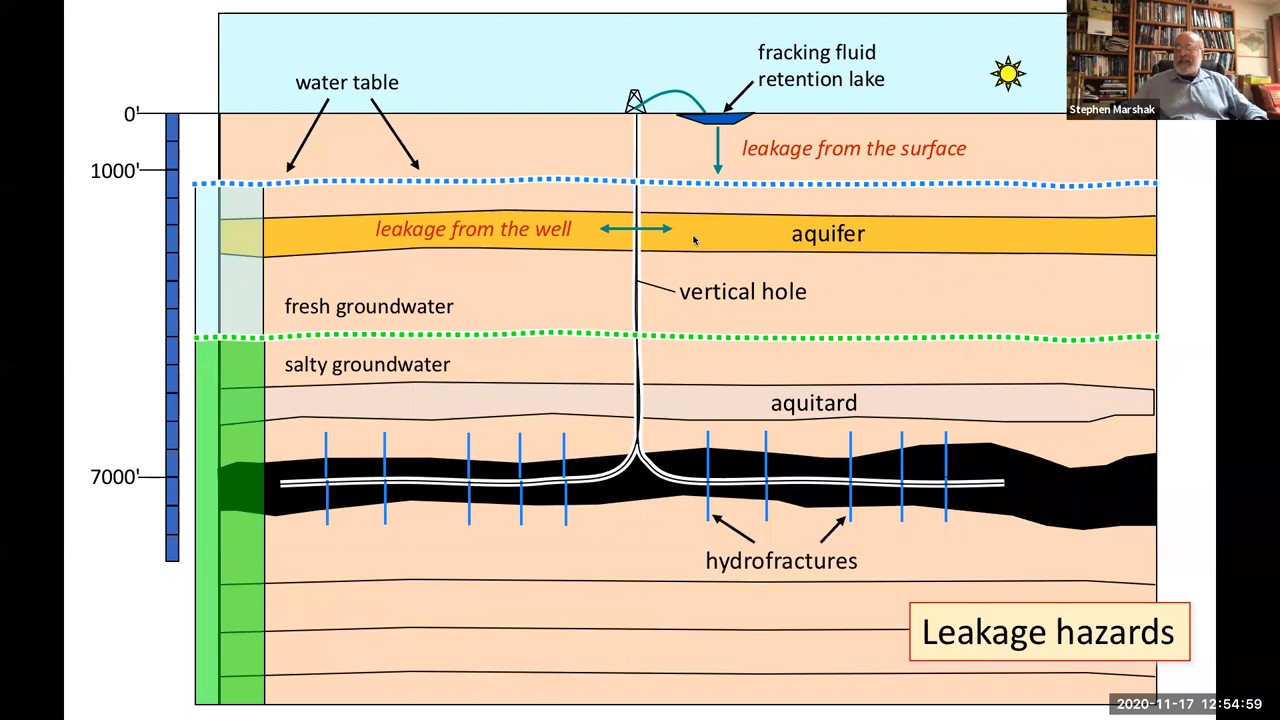 fracking fluid
retention lake
water table
Stephen Marshak
0'
1000'
leakage from the surface
leakage from the well
aquifer
vertical hole
fresh groundwater
salty groundwater
aquitard
7000'
hydrofractures
Leakage hazards
2020-11-17 12:54:59